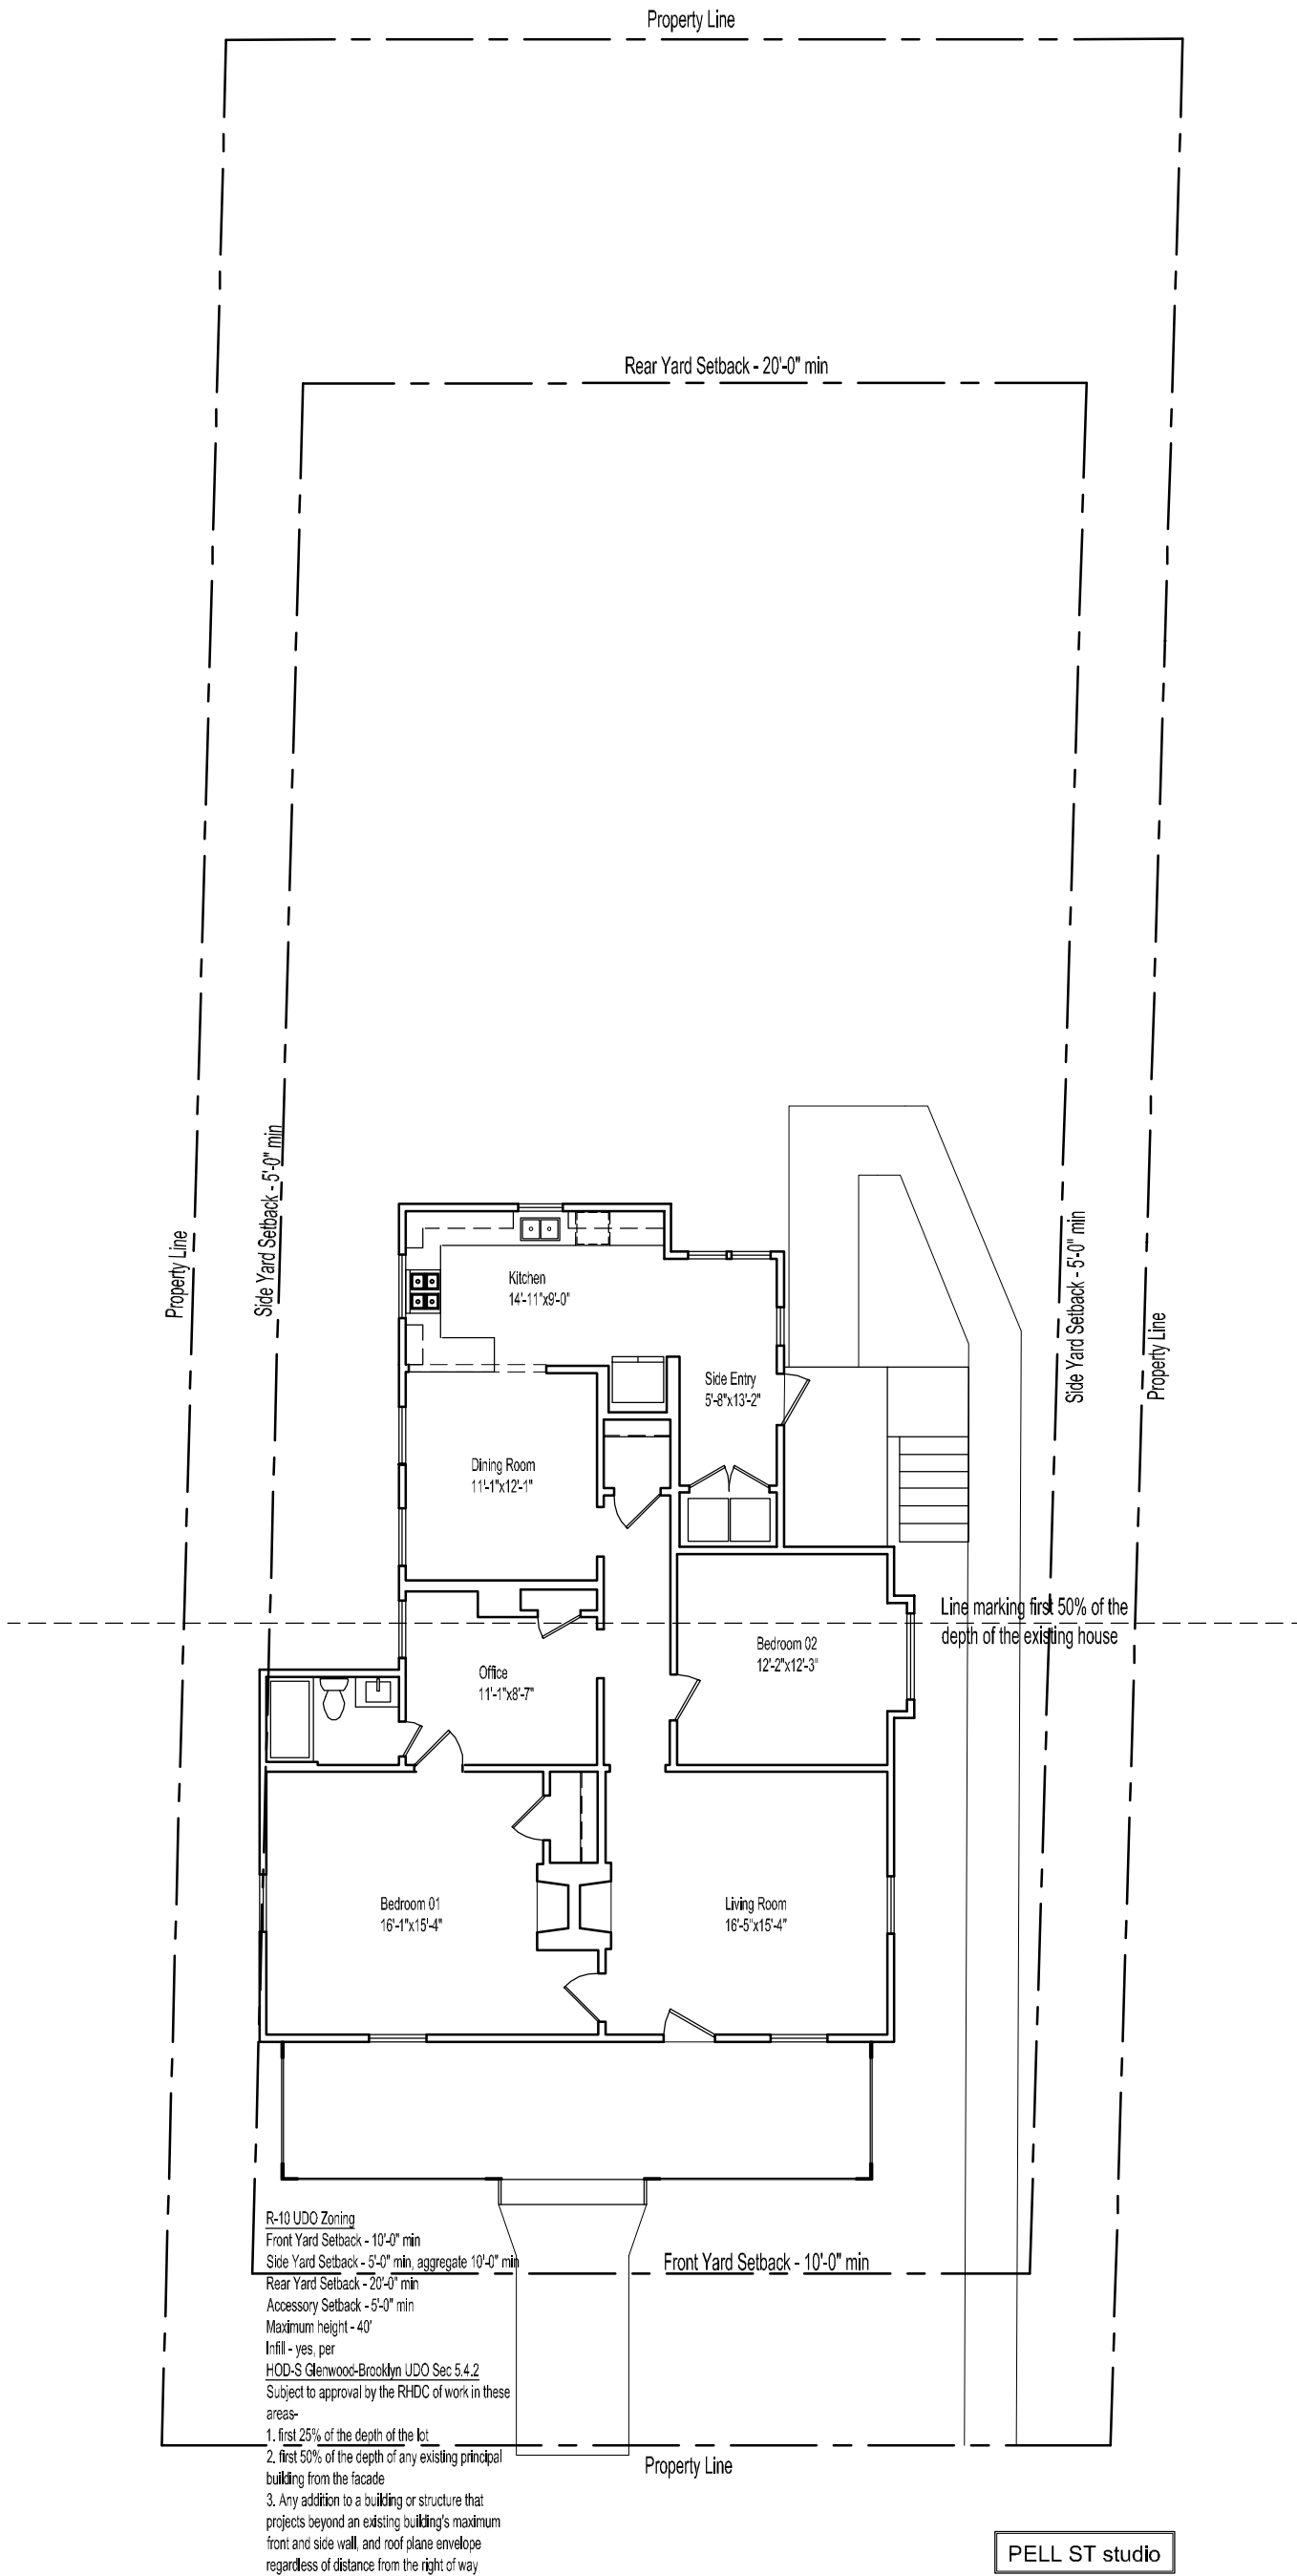 Property Line
Rear Yard Setback - 20'-0" min
Side Yard Setback - 5'-0" min
Property Line
Side Yard Setback - 5'-0" min
Property Line
Kitchen
14'-11"x9'-0"
Side Entry
5'-8"x13'-2"
Dining Room
11'-1"x12'-1"
Line marking first 50% of the
depth of the existing house
Bedroom 02
12'-2"x12'-3"
Office
11'-1"x8'-7"
Bedroom 01
16'-1"x15'-4"
Living Room
16'-5"x15'-4"
R-10 UDO Zoning
Front Yard Setback - 10'-0" min
Side Yard Setback - 5'-0" min, aggregate 10'-0" min
Front Yard Setback - 10'-0" min
Rear Yard Setback - 20'-0" min
Accessory Setback - 5'-0" min
Maximum height - 40'
Infill - yes, per
HOD-S Glenwood-Brooklyn UDO Sec 5.4.2
Subject to approval by the RHDC of work in these
areas-
1. first 25% of the depth of the lot
2. first 50% of the depth of any existing principal
building from the facade
3. Any addition to a building or structure that
projects beyond an existing building's maximum
front and side wall, and roof plane envelope
regardless of distance from the right of way
Property Line
PELL ST studio